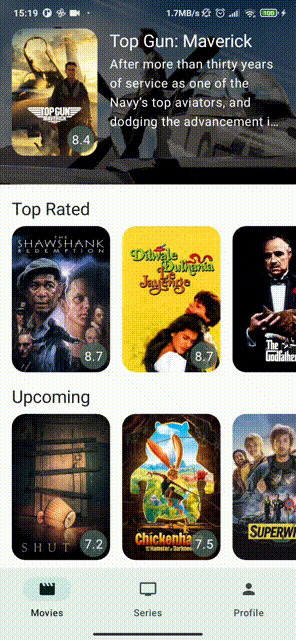 15:19
1.7MB/s
100
Top Gun: Maverick
After more than thirty years
of service as one of the
Navy's top aviators, and
dodging the advancement i...
TOP GUN
MAVERICK
8.4
Top Rated
THE
SHAWSHANK
REDEMPTION
8.7
Dilwale
Dulhania
Le
Jayenge
8.7
The
Godfather
Upcoming
SHUT
7.2
Chickenha
and the Hamster of Darkness
7.5
SUPERWH
Movies
Series
Profile